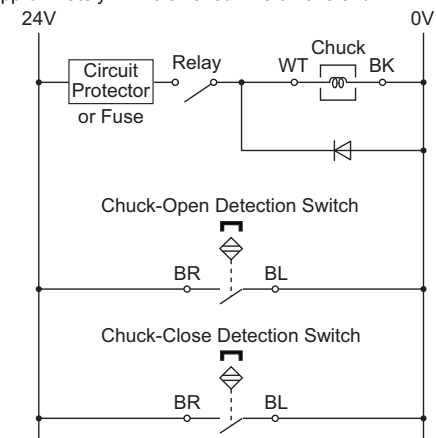 24V 0V
Chuck
Relay WT BK
Circuit
Protector
or Fuse
Chuck-Open Detection Switch
BR BL
Chuck-Close Detection Switch
BR BL